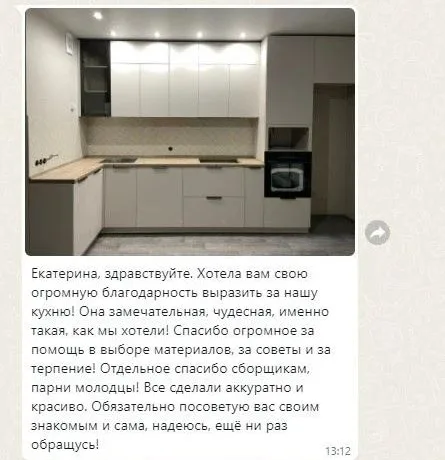 Екатерина, здравствуйте. Хотела вам свою
огромную благодарность выразить за нашу
кухню! Она замечательная, чудесная, именно
такая, как мы хотели! Спасибо огромное за
помощь в выборе материалов, за советы и за
терпение! Отдельное спасибо сборщикам,
парни молодцы! Все сделали аккуратно и
красиво. Обязательно посоветую вас своим
знакомым и сама, надеюсь, ещё ни раз
обращусь!
13:12